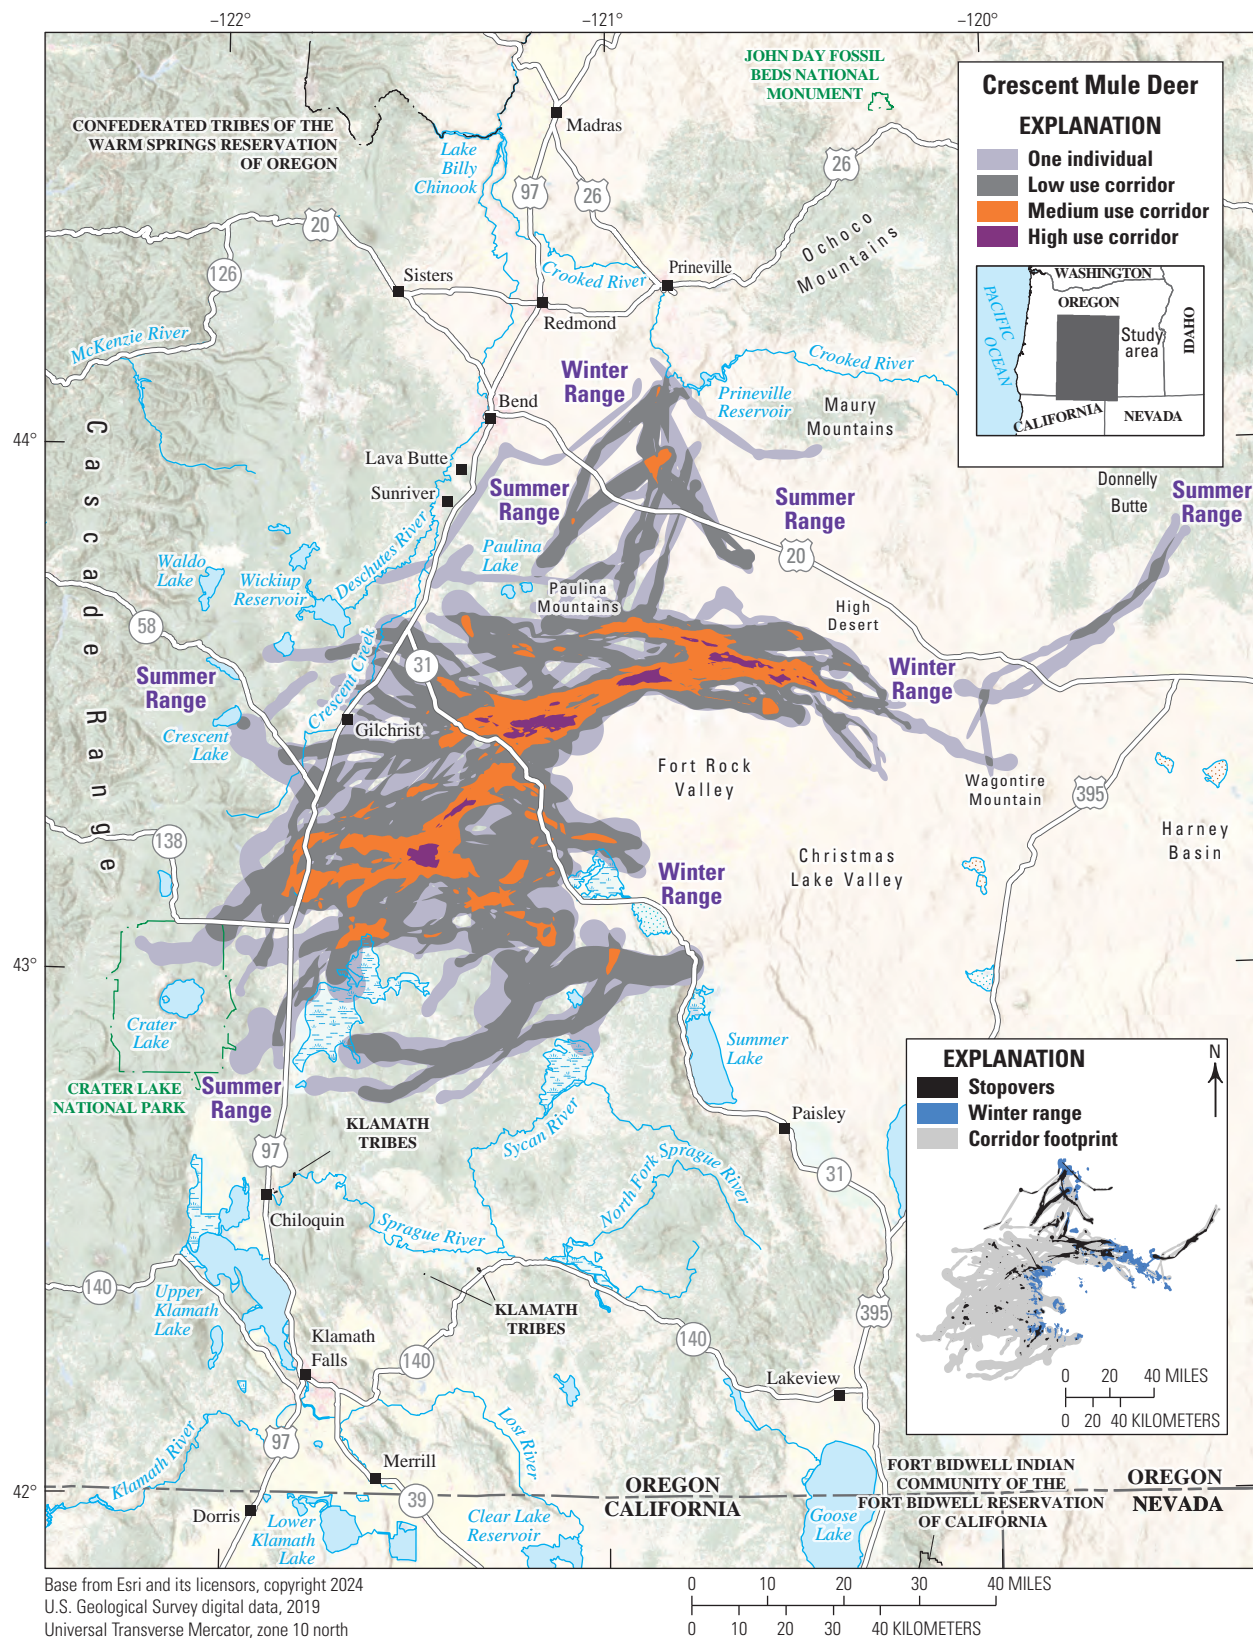 −122°
−121°
−120°
JOHN DAY FOSSIL
BEDS NATIONAL
MONUMENT
Crescent Mule Deer
EXPLANATION
One individual
Low use corridor
Medium use corridor
High use corridor
WASHINGTON
OREGON
PACIFIC
OCEAN
Study
area
IDAHO
CALIFORNIA
NEVADA
CONFEDERATED TRIBES OF THE
WARM SPRINGS RESERVATION
OF OREGON
Madras
Lake
Billy
Chinook
97
26
26
20
126
Ochoco
Mountains
Sisters
Prineville
Crooked River
Redmond
McKenzie River
Winter
Range
Crooked River
Prineville
Reservoir
Maury
Mountains
Bend
44°
Cascade Range
Lava Butte
Sunriver
Summer
Range
Summer
Range
Donnelly
Butte
Summer
Range
Deschutes River
Paulina
Lake
20
Waldo
Lake
Wickiup
Reservoir
Paulina
Mountains
High
Desert
58
Crescent Creek
31
Summer
Range
Winter
Range
Crescent
Lake
Gilchrist
Fort Rock
Valley
Wagontire
Mountain
395
138
Harney
Basin
Christmas
Lake Valley
Winter
Range
43°
Crater
Lake
Summer
Lake
CRATER LAKE
NATIONAL PARK
Summer
Range
KLAMATH
TRIBES
Sycan River
Paisley
97
North Fork Sprague River
31
Chiloquin
Sprague River
EXPLANATION
N
Stopovers
Winter range
Corridor footprint
0 20 40 MILES
0 20 40 KILOMETERS
140
Upper
Klamath
Lake
KLAMATH
TRIBES
395
Klamath
Falls
140
140
Lakeview
Lost River
Klamath River
97
Merrill
39
42°
OREGON
CALIFORNIA
FORT BIDWELL INDIAN
COMMUNITY OF THE
FORT BIDWELL RESERVATION
OF CALIFORNIA
OREGON
NEVADA
Dorris
Lower
Klamath
Lake
Clear Lake
Reservoir
Goose
Lake
Base from Esri and its licensors, copyright 2024
U.S. Geological Survey digital data, 2019
Universal Transverse Mercator, zone 10 north
0 10 20 30 40 MILES
0 10 20 30 40 KILOMETERS